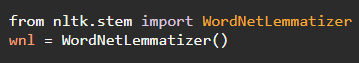 from nltk.stem import WordNetLemmatizer
wnl = WordNetLemmatizer()